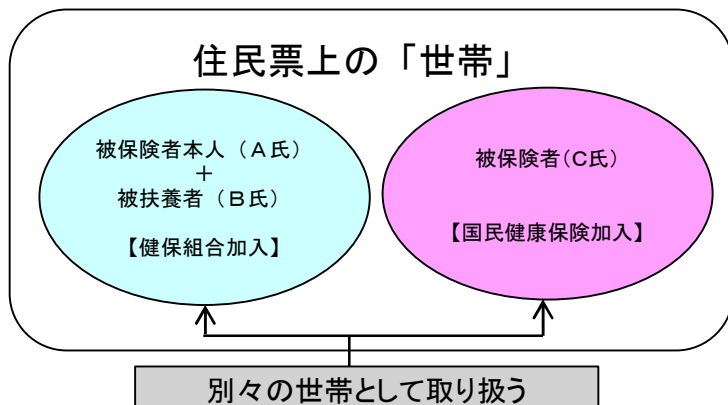 住民票上の「世帯」
被保険者本人（Ａ氏）
＋
被扶養者（Ｂ氏）
【健保組合加入】
被保険者(Ｃ氏)
【国民健康保険加入】
別々の世帯として取り扱う